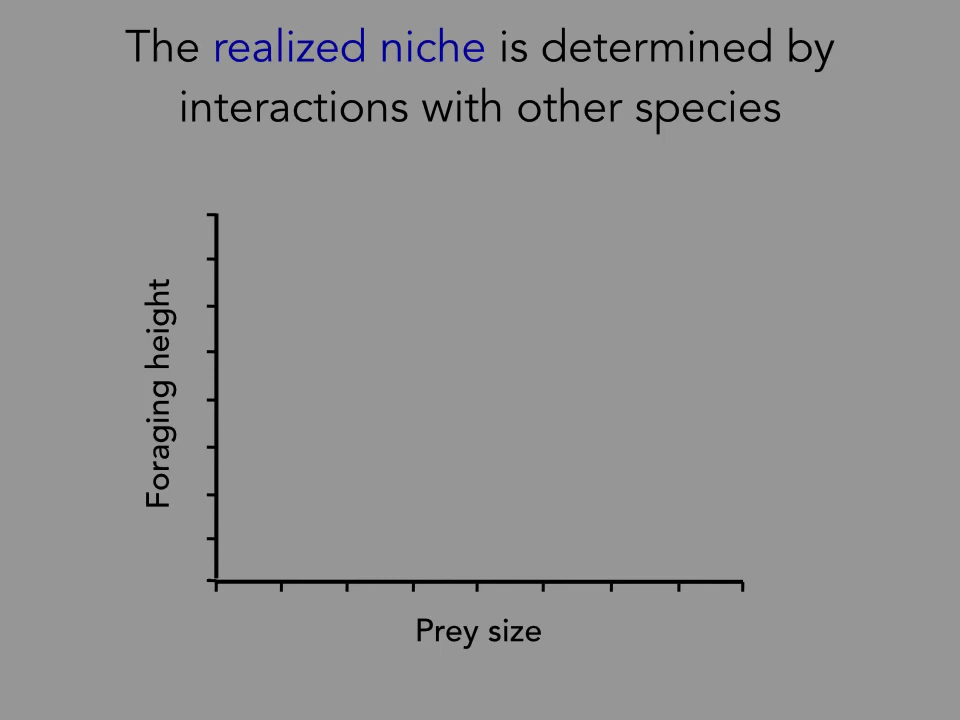 The realized niche is determined by
interactions with other species
Foraging height
Prey size